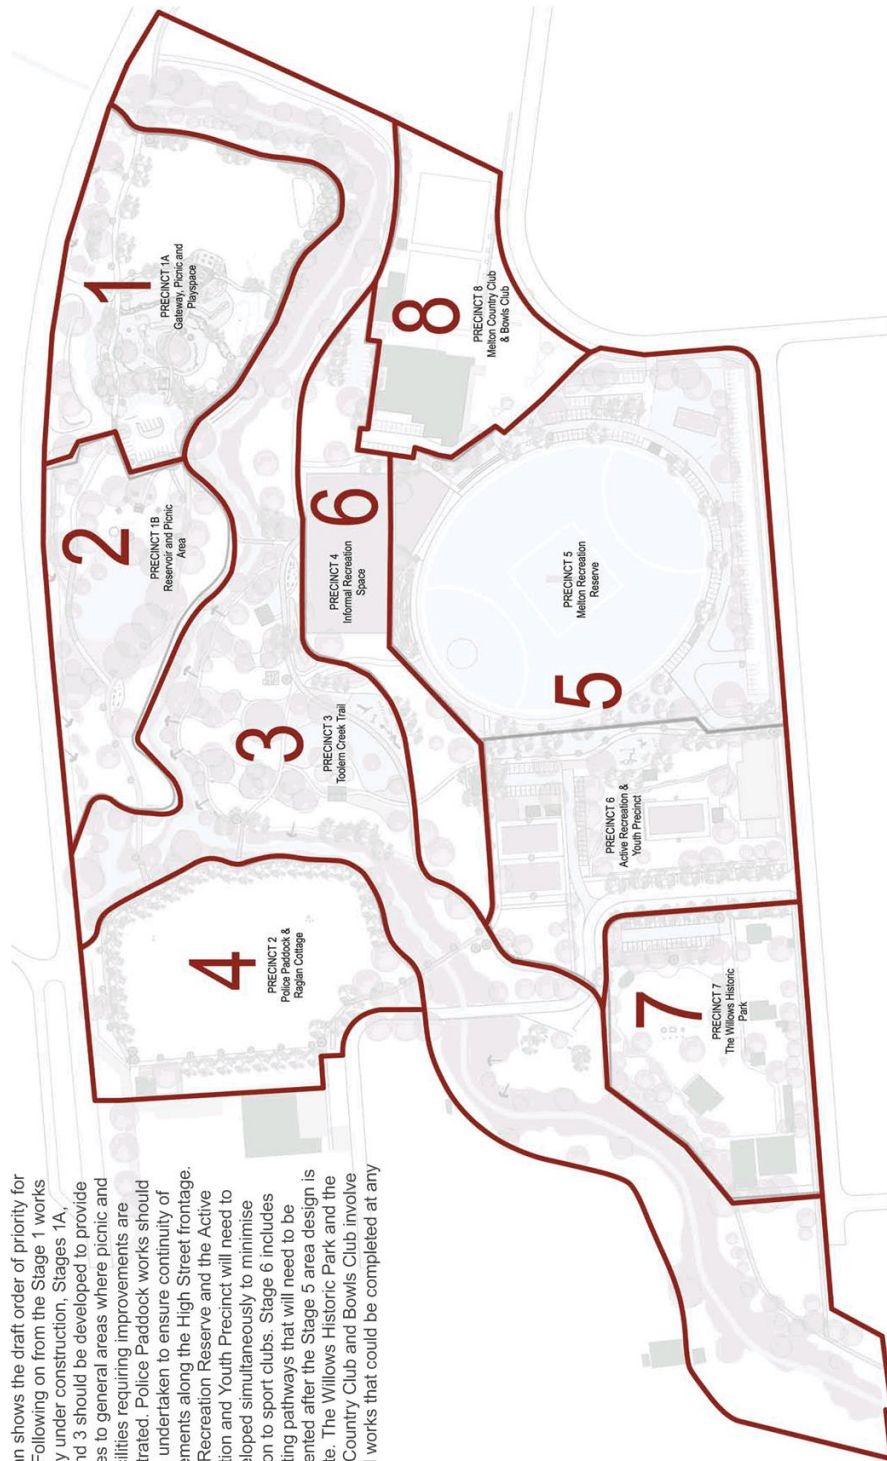 an shows the draft order of priority for
Following on from the Stage 1 works
y under construction, Stages 1A,
nd 3 should be developed to provide
es to general areas where picnic and
ilities requiring improvements are
trated. Police Paddock works should
undertaken to ensure continuity of
ements along the High Street frontage.
Recreation Reserve and the Active
tion and Youth Precinct will need to
eloped simultaneously to minimise
on to sport clubs. Stage 6 includes
ting pathways that will need to be
ented after the Stage 5 area design is
te. The Willows Historic Park and the
Country Club and Bowls Club involve
l works that could be completed at any
4
PRECINCT 2
Police Paddock &
Raglan Cottage
2
PRECINCT 1B
Reservoir and Picnic
Area
1
PRECINCT 1A
Gateway, Picnic and
Playspace
3
PRECINCT 3
Toolern Creek Trail
6
PRECINCT 4
Informal Recreation
Space
8
PRECINCT 8
Melton Country Club
& Bowls Club
7
PRECINCT 7
The Willows Historic
Park
PRECINCT 6
Active Recreation &
Youth Precinct
5
PRECINCT 5
Melton Recreation
Reserve